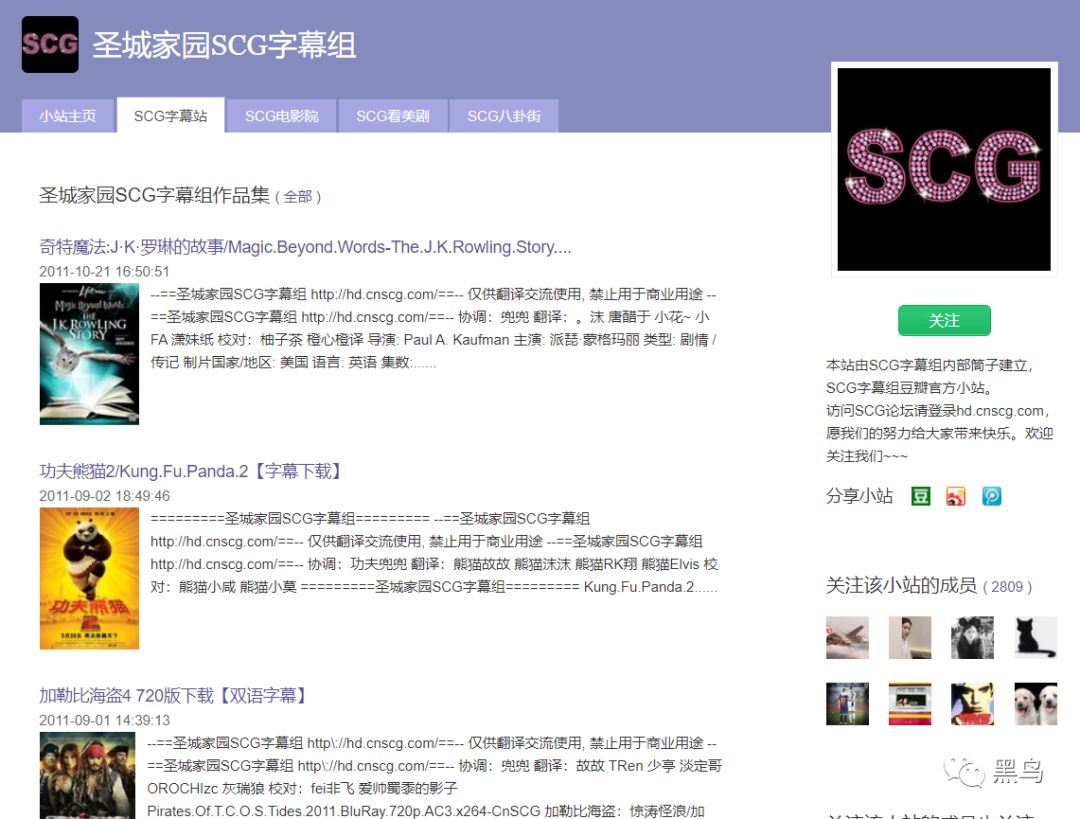 SCG
圣城家园SCG字幕组
小站主页
SCG字幕站
SCG电影院
SCG看美剧
SCG八卦街
圣城家园SCG字幕组作品集 ( 全部 )
奇特魔法:J·K·罗琳的故事/Magic.Beyond.Words-The.J.K.Rowling.Story....
2011-10-21 16:50:51
Magic Beyond Words
THE
J.K. ROWLING
STORY
--==圣城家园SCG字幕组 http://hd.cnscg.com/==-- 仅供翻译交流使用, 禁止用于商业用途 --
==圣城家园SCG字幕组 http://hd.cnscg.com/==-- 协调：兜兜 翻译：。沫 唐醋于 小花~ 小
FA 潇妹纸 校对：柚子茶 橙心橙译 导演: Paul A. Kaufman 主演: 派琵·蒙格玛丽 类型: 剧情 /
传记 制片国家/地区: 美国 语言: 英语 集数:......
功夫熊猫2/Kung.Fu.Panda.2【字幕下载】
2011-09-02 18:49:46
功夫熊猫
2
=========圣城家园SCG字幕组========= --==圣城家园SCG字幕组
http://hd.cnscg.com/==-- 仅供翻译交流使用, 禁止用于商业用途 --==圣城家园SCG字幕组
http://hd.cnscg.com/==-- 协调：功夫兜兜 翻译：熊猫故故 熊猫沫沫 熊猫RK翔 熊猫Elvis 校
对：熊猫小咸 熊猫小莫 =========圣城家园SCG字幕组========= Kung.Fu.Panda.2......
加勒比海盗4 720版下载【双语字幕】
2011-09-01 14:39:13
--==圣城家园SCG字幕组 http\://hd.cnscg.com/==-- 仅供翻译交流使用, 禁止用于商业用途 --
==圣城家园SCG字幕组 http\://hd.cnscg.com/==-- 协调：兜兜 翻译：故故 TRen 少亭 淡定哥
OROCHIzc 灰瑞狼 校对：fei非飞 爱帅蜀黍的影子
Pirates.Of.T.C.O.S.Tides.2011.BluRay.720p.AC3.x264-CnSCG 加勒比海盗：惊涛怪浪/加
SCG
关注
本站由SCG字幕组内部筒子建立，
SCG字幕组豆瓣官方小站。
访问SCG论坛请登录hd.cnscg.com，
愿我们的努力给大家带来快乐。欢迎
关注我们~~~
分享小站
豆
关注该小站的成员 ( 2809 )
黑鸟